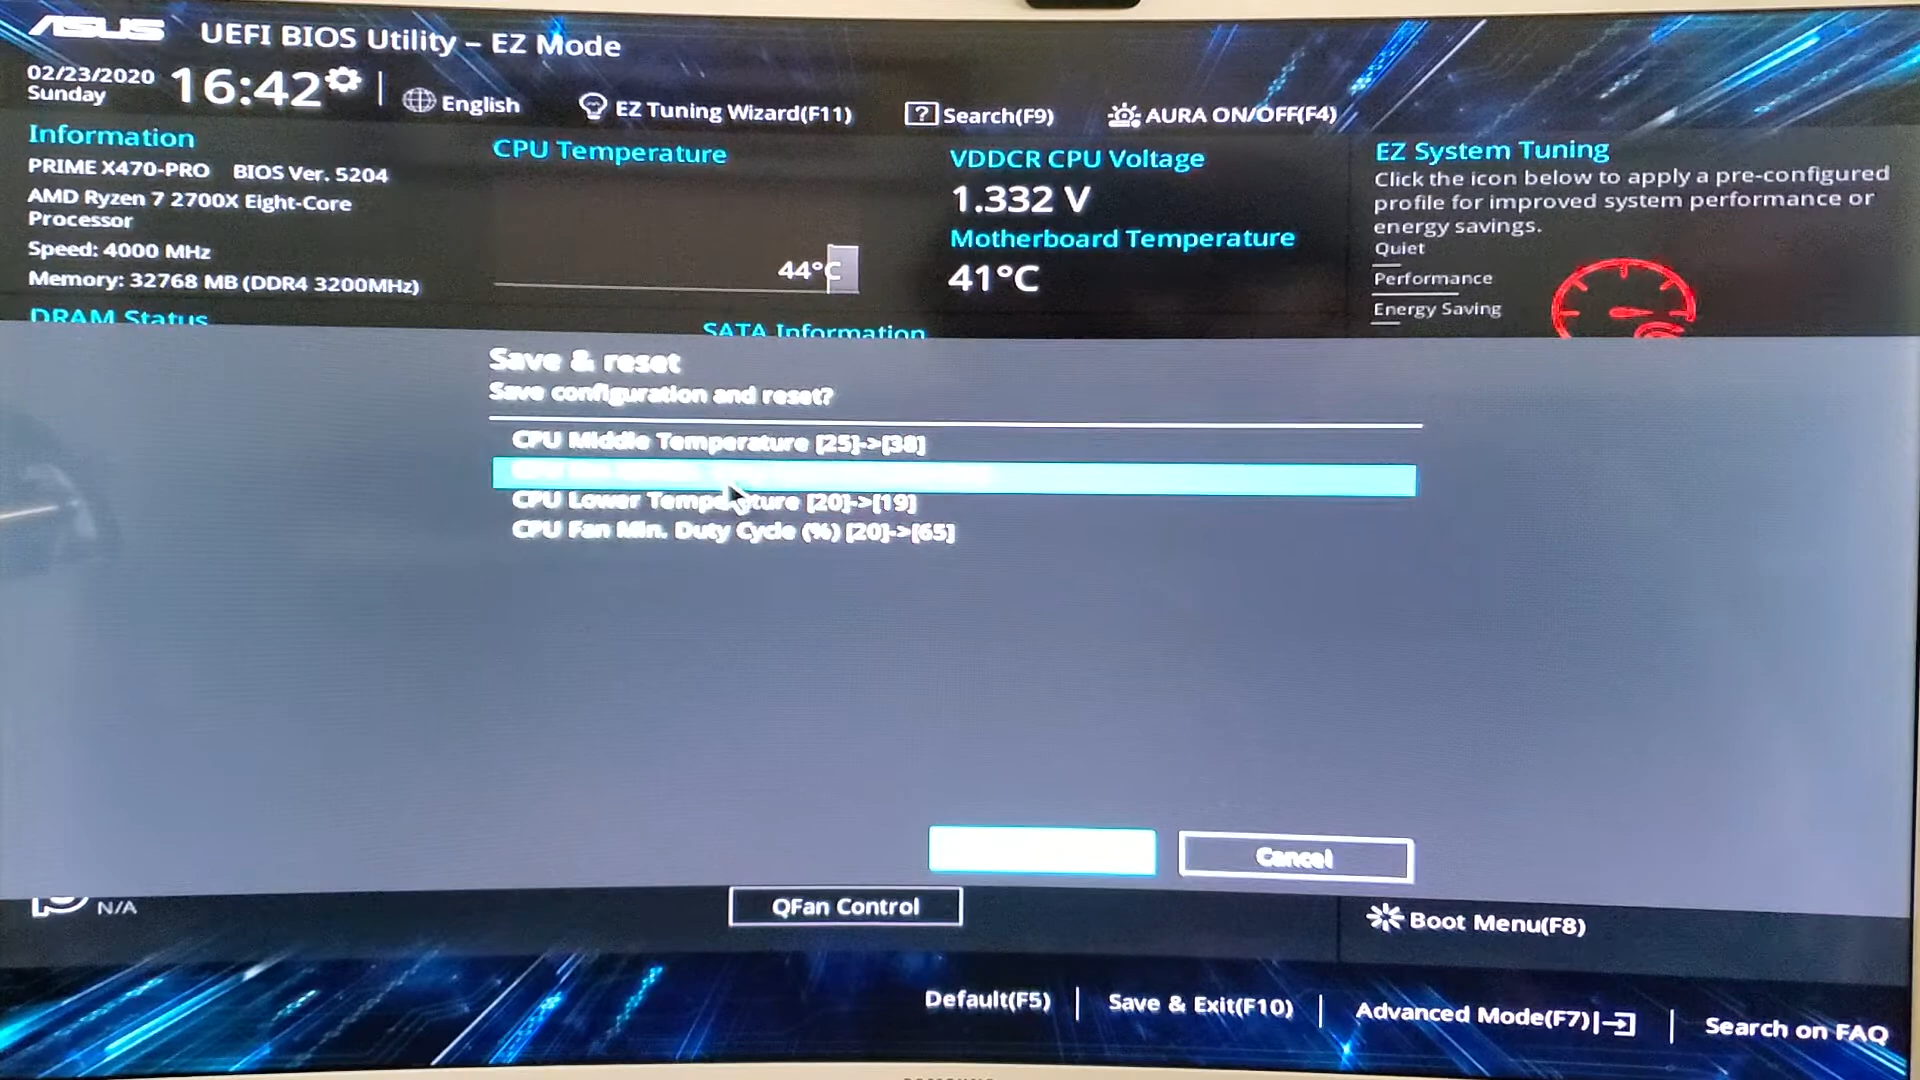 ASUS UEFI BIOS Utility – EZ Mode
02/23/2020
Sunday
16:42
English
EZ Tuning Wizard(F11)
? Search(F9)
AURA ON/OFF(F4)
Information
PRIME X470-PRO BIOS Ver. 5204
AMD Ryzen 7 2700X Eight-Core
Processor
Speed: 4000 MHz
Memory: 32768 MB (DDR4 3200MHz)
DRAM Status
CPU Temperature
44°C
SATA Information
VDDCR CPU Voltage
1.332 V
Motherboard Temperature
41°C
EZ System Tuning
Click the icon below to apply a pre-configured
profile for improved system performance or
energy savings.
Quiet
Performance
Energy Saving
Save & reset
Save configuration and reset?
CPU Middle Temperature [25]->[38]
CPU Lower Temperature [20]->[19]
CPU Fan Min. Duty Cycle (%) [20]->[65]
Cancel
N/A
QFan Control
Boot Menu(F8)
Default(F5)
Save & Exit(F10)
Advanced Mode(F7)
Search on FAQ